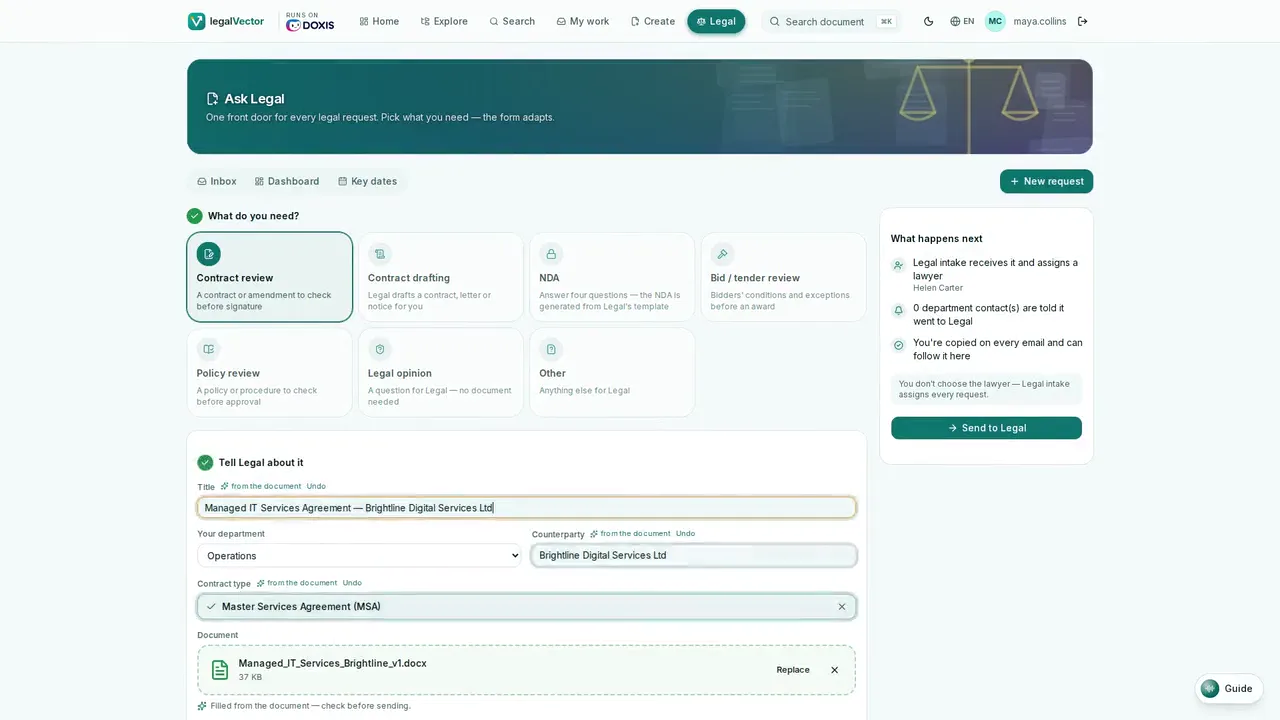 legalVector
RUNS ON
DOXIS
Home
Explore
Search
My work
Create
Legal
Search document
⌘K
EN
MC
maya.collins
Ask Legal
One front door for every legal request. Pick what you need — the form adapts.
Inbox
Dashboard
Key dates
+ New request
What do you need?
Contract review
A contract or amendment to check
before signature
Contract drafting
Legal drafts a contract, letter or
notice for you
NDA
Answer four questions — the NDA is
generated from Legal's template
Bid / tender review
Bidders' conditions and exceptions
before an award
Policy review
A policy or procedure to check
before approval
Legal opinion
A question for Legal — no document
needed
Other
Anything else for Legal
What happens next
Legal intake receives it and assigns a
lawyer
Helen Carter
0 department contact(s) are told it
went to Legal
You're copied on every email and can
follow it here
You don't choose the lawyer — Legal intake
assigns every request.
Send to Legal
Tell Legal about it
Title from the document Undo
Managed IT Services Agreement — Brightline Digital Services Ltd
Your department
Operations
Counterparty from the document Undo
Brightline Digital Services Ltd
Contract type from the document Undo
Master Services Agreement (MSA)
Document
Managed_IT_Services_Brightline_v1.docx
37 KB
Replace
Filled from the document — check before sending.
Guide